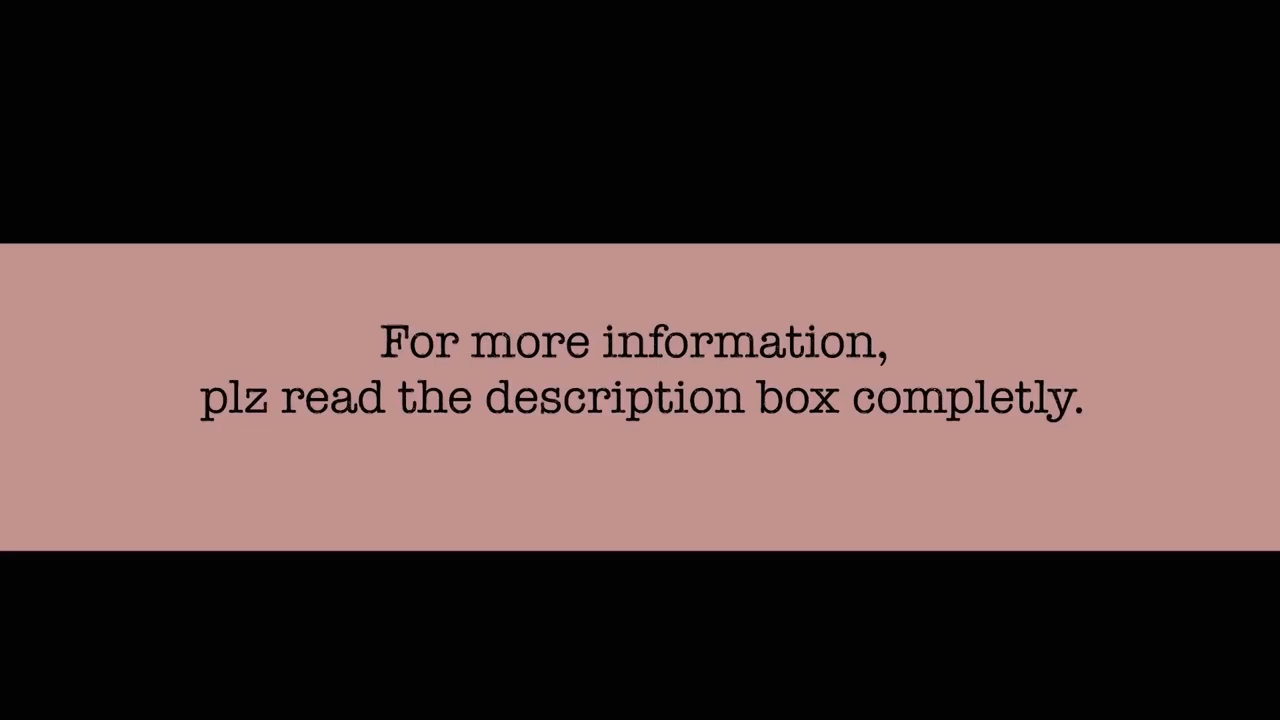 For more information,
plz read the description box completly.